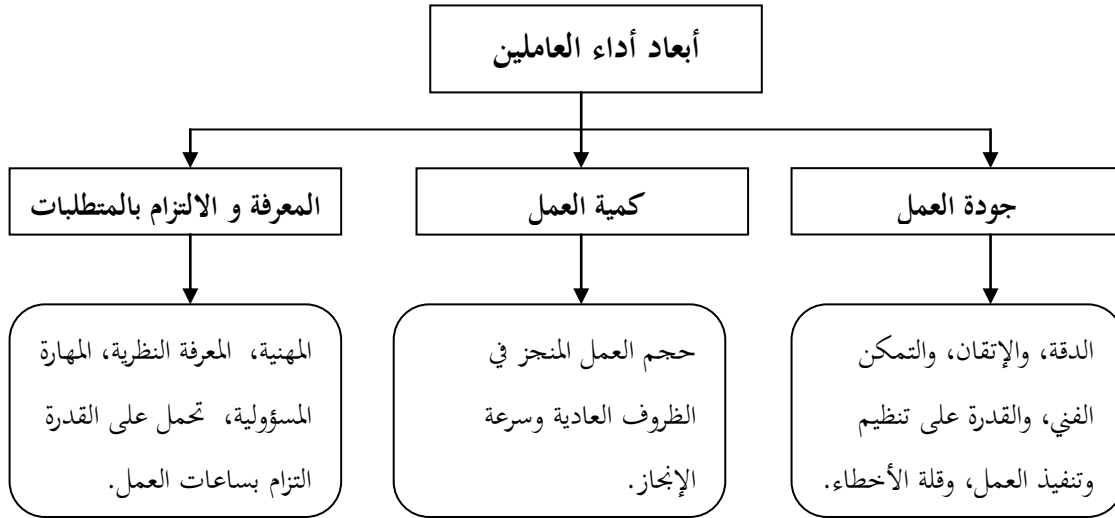 أبعاد أداء العاملين
جودة العمل
كمية العمل
المعرفة و الالتزام بالمتطلبات
الدقة، والإتقان، والتمكن
الفني، والقدرة على تنظيم
وتنفيذ العمل، وقلة الأخطاء.
حجم العمل المنجز في
الظروف العادية وسرعة
الإنجاز.
المهنية، المعرفة النظرية، المهارة
المسؤولية، تحمل على القدرة
التزام بساعات العمل.